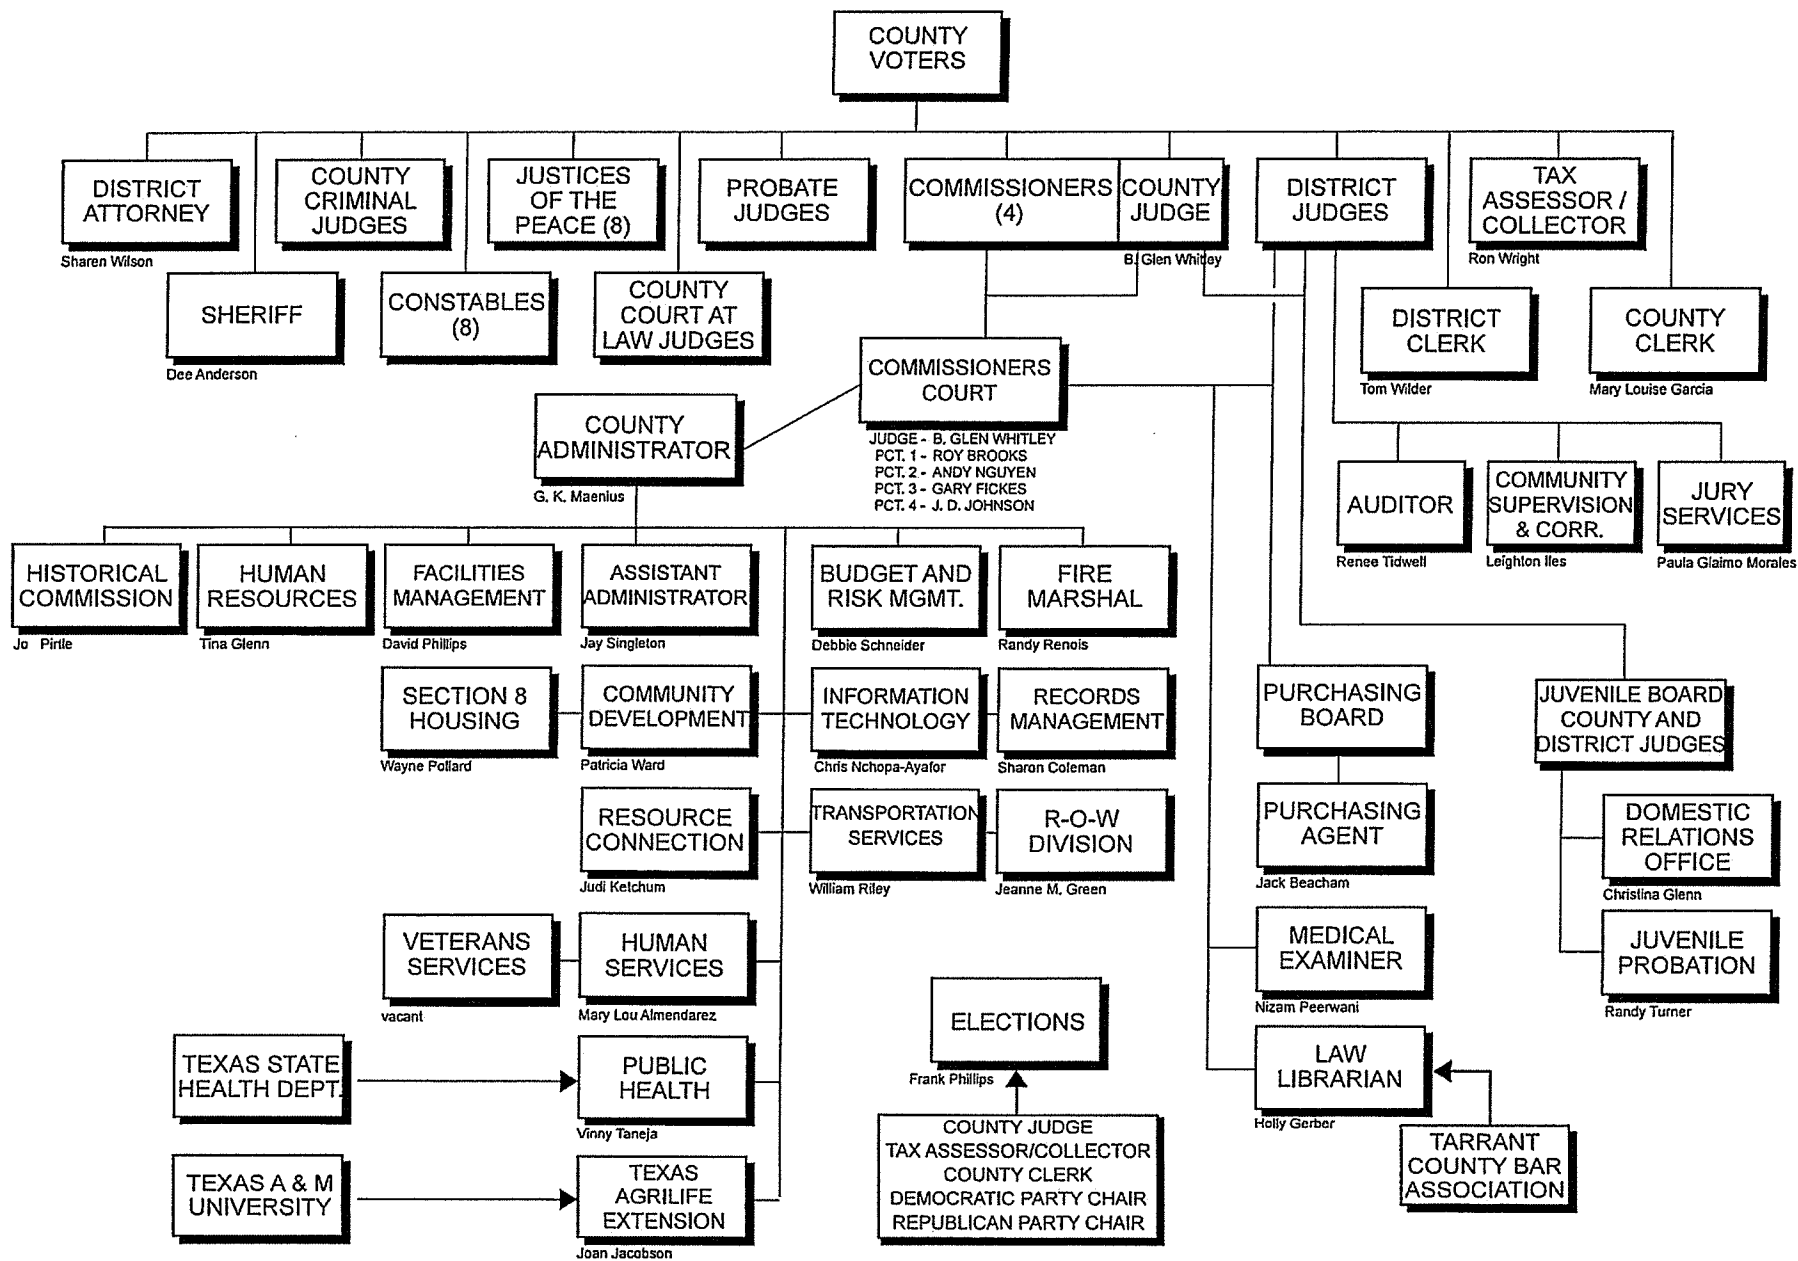 COUNTY
VOTERS
DISTRICT
ATTORNEY
Sharen Wilson
COUNTY
CRIMINAL
JUDGES
JUSTICES
OF THE
PEACE (8)
PROBATE
JUDGES
COMMISSIONERS
(4)
COUNTY
JUDGE
B. Glen Whitley
DISTRICT
JUDGES
TAX
ASSESSOR /
COLLECTOR
Ron Wright
SHERIFF
Dee Anderson
CONSTABLES
(8)
COUNTY
COURT AT
LAW JUDGES
DISTRICT
CLERK
Tom Wilder
COUNTY
CLERK
Mary Louise Garcia
COMMISSIONERS
COURT
JUDGE - B. GLEN WHITLEY
PCT. 1 - ROY BROOKS
PCT. 2 - ANDY NGUYEN
PCT. 3 - GARY FICKES
PCT. 4 - J. D. JOHNSON
COUNTY
ADMINISTRATOR
G. K. Maenius
AUDITOR
Renee Tidwell
COMMUNITY
SUPERVISION
& CORR.
Leighton Iles
JURY
SERVICES
Paula Glaimo Morales
HISTORICAL
COMMISSION
Jo Pirtle
HUMAN
RESOURCES
Tina Glenn
FACILITIES
MANAGEMENT
David Phillips
ASSISTANT
ADMINISTRATOR
Jay Singleton
BUDGET AND
RISK MGMT.
Debbie Schneider
FIRE
MARSHAL
Randy Renois
SECTION 8
HOUSING
Wayne Pollard
COMMUNITY
DEVELOPMENT
Patricia Ward
INFORMATION
TECHNOLOGY
Chris Nchopa-Ayafor
RECORDS
MANAGEMENT
Sharon Coleman
PURCHASING
BOARD
JUVENILE BOARD
COUNTY AND
DISTRICT JUDGES
RESOURCE
CONNECTION
Judi Ketchum
TRANSPORTATION
SERVICES
William Riley
R-O-W
DIVISION
Jeanne M. Green
PURCHASING
AGENT
Jack Beacham
DOMESTIC
RELATIONS
OFFICE
Christina Glenn
VETERANS
SERVICES
vacant
HUMAN
SERVICES
Mary Lou Almendarez
MEDICAL
EXAMINER
Nizam Peerwani
JUVENILE
PROBATION
Randy Turner
ELECTIONS
Frank Phillips
TEXAS STATE
HEALTH DEPT.
PUBLIC
HEALTH
Vinny Taneja
LAW
LIBRARIAN
Holly Gerber
COUNTY JUDGE
TAX ASSESSOR/COLLECTOR
COUNTY CLERK
DEMOCRATIC PARTY CHAIR
REPUBLICAN PARTY CHAIR
TARRANT
COUNTY BAR
ASSOCIATION
TEXAS A & M
UNIVERSITY
TEXAS
AGRILIFE
EXTENSION
Joan Jacobson